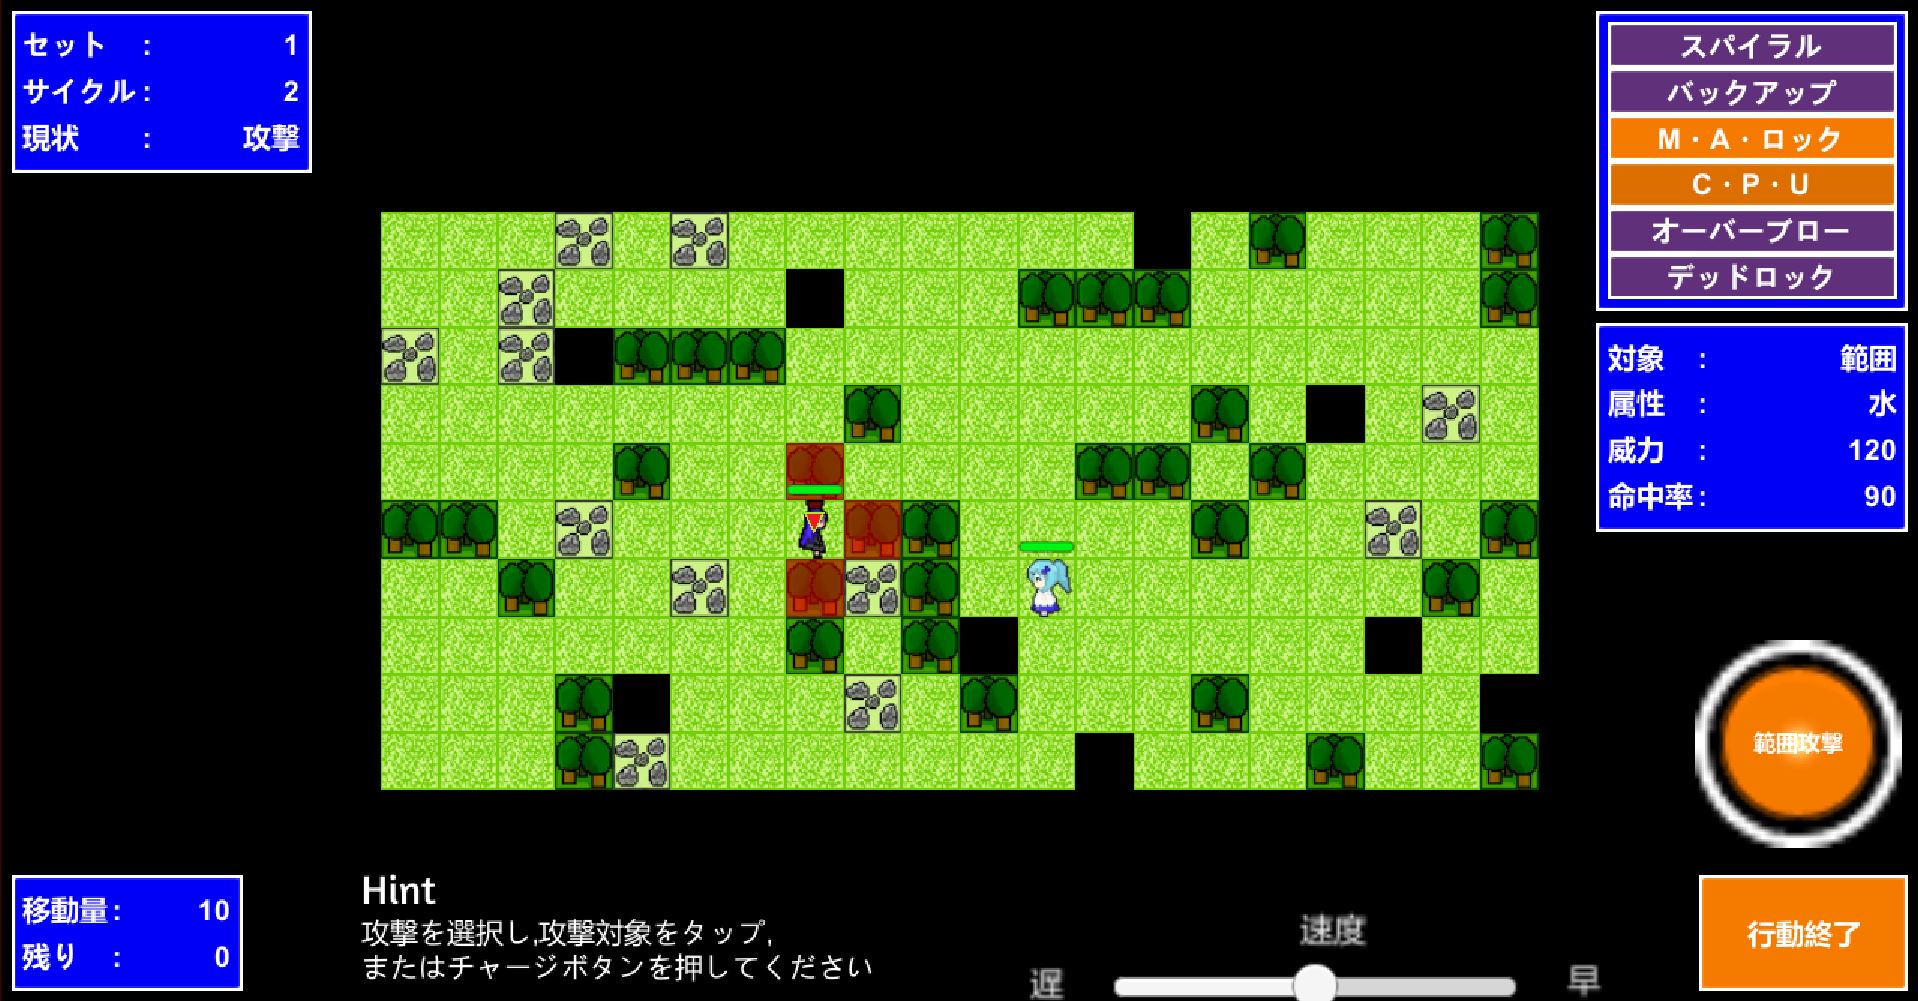 セット : 1
サイクル: 2
現状 : 攻撃
スパイラル
バックアップ
M・A・ロック
C・P・U
オーバーブロー
デッドロック
対象 : 範囲
属性 : 水
威力 : 120
命中率: 90
範囲攻撃
移動量: 10
残り : 0
Hint
攻撃を選択し,攻撃対象をタップ,
またはチャージボタンを押してください
速度
遅
早
行動終了